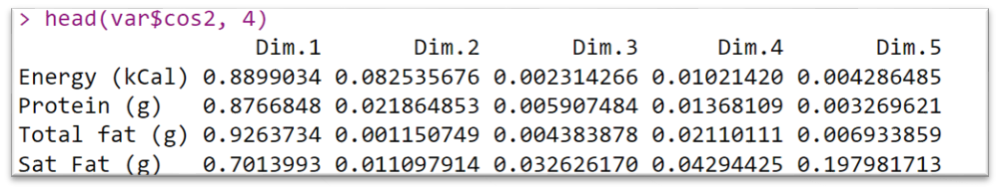 > head(var$cos2, 4)
Dim.1 Dim.2 Dim.3 Dim.4 Dim.5
Energy (kCal) 0.8899034 0.082535676 0.002314266 0.01021420 0.004286485
Protein (g) 0.8766848 0.021864853 0.005907484 0.01368109 0.003269621
Total fat (g) 0.9263734 0.001150749 0.004383878 0.02110111 0.006933859
Sat Fat (g) 0.7013993 0.011097914 0.032626170 0.04294425 0.197981713